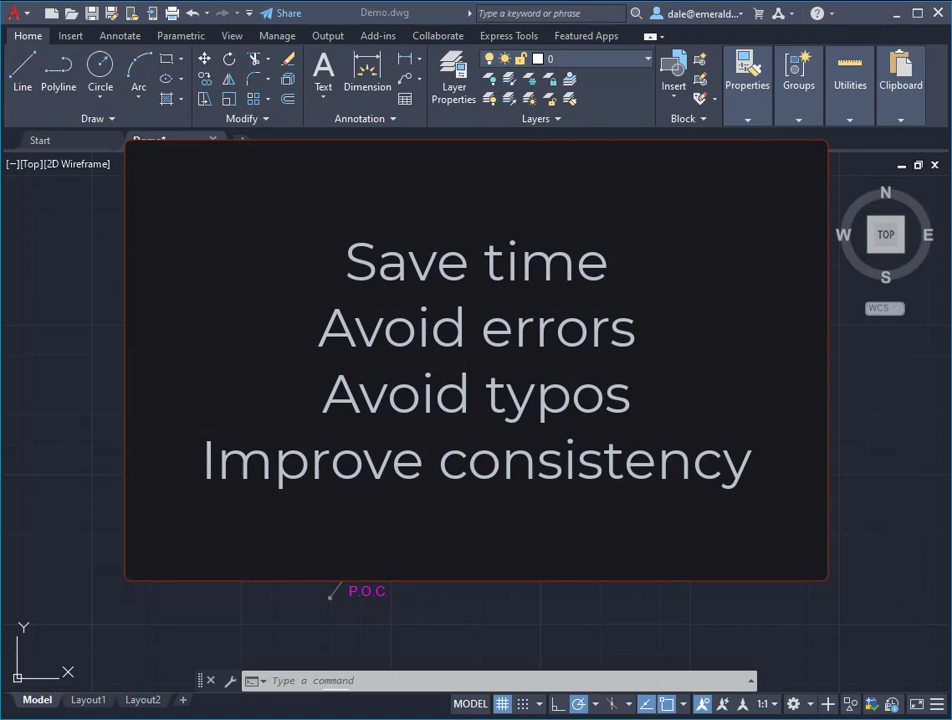 Share
Demo.dwg
Type a keyword or phrase
dale@emerald...
Home
Insert
Annotate
Parametric
View
Manage
Output
Add-ins
Collaborate
Express Tools
Featured Apps
Line
Polyline
Circle
Arc
Text
Dimension
Layer
Properties
0
Insert
Properties
Groups
Utilities
Clipboard
Draw
Modify
Annotation
Layers
Block
Start
[−][Top][2D Wireframe]
N
W
TOP
E
S
WCS
Save time
Avoid errors
Avoid typos
Improve consistency
P.O.C.
Y
X
Type a command
Model
Layout1
Layout2
MODEL
1:1